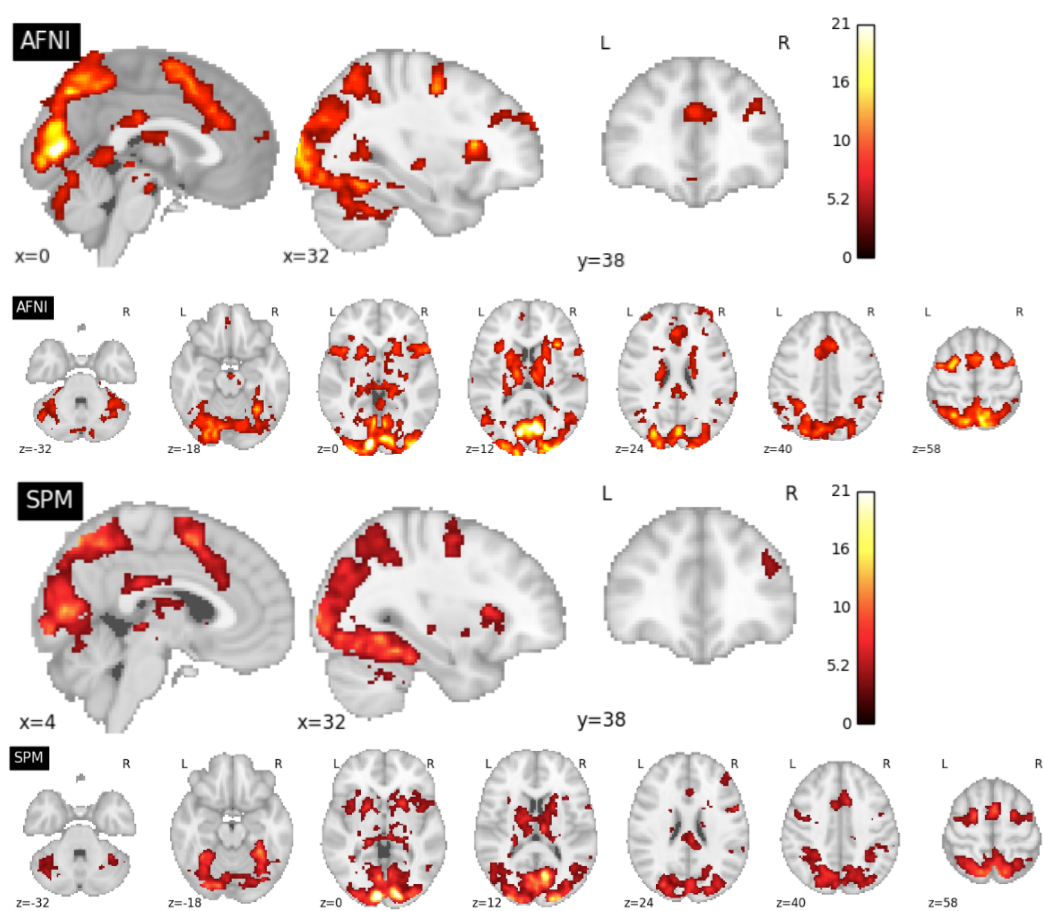 AFNI
L R
21
16
10
5.2
0
x=0 x=32 y=38
AFNI
R L R L R L R L R L R L R
z=-32 z=-18 z=0 z=12 z=24 z=40 z=58
SPM
L R
21
16
10
5.2
0
x=4 x=32 y=38
SPM
R L R L R L R L R L R L R
z=-32 z=-18 z=0 z=12 z=24 z=40 z=58